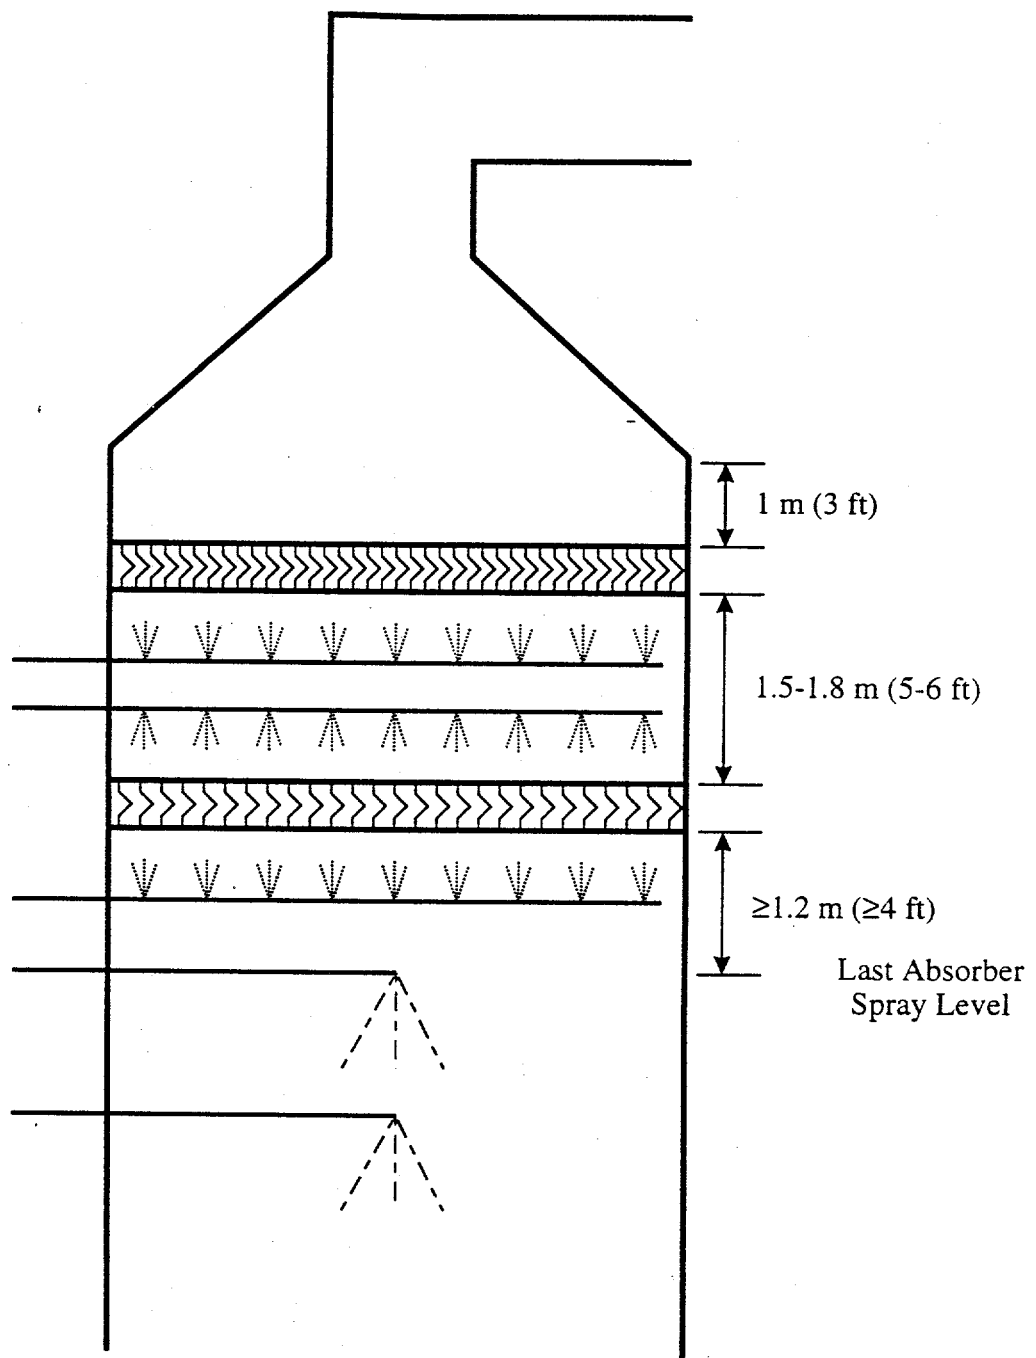 1 m (3 ft)
1.5-1.8 m (5-6 ft)
≥1.2 m (≥4 ft)
Last Absorber
Spray Level